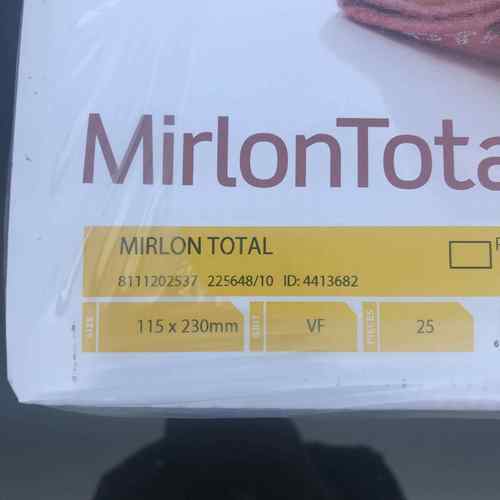 MirlonTota
MIRLON TOTAL
8111202537 225648/10 ID: 4413682
SIZE 115 x 230mm GRIT VF PIECES 25